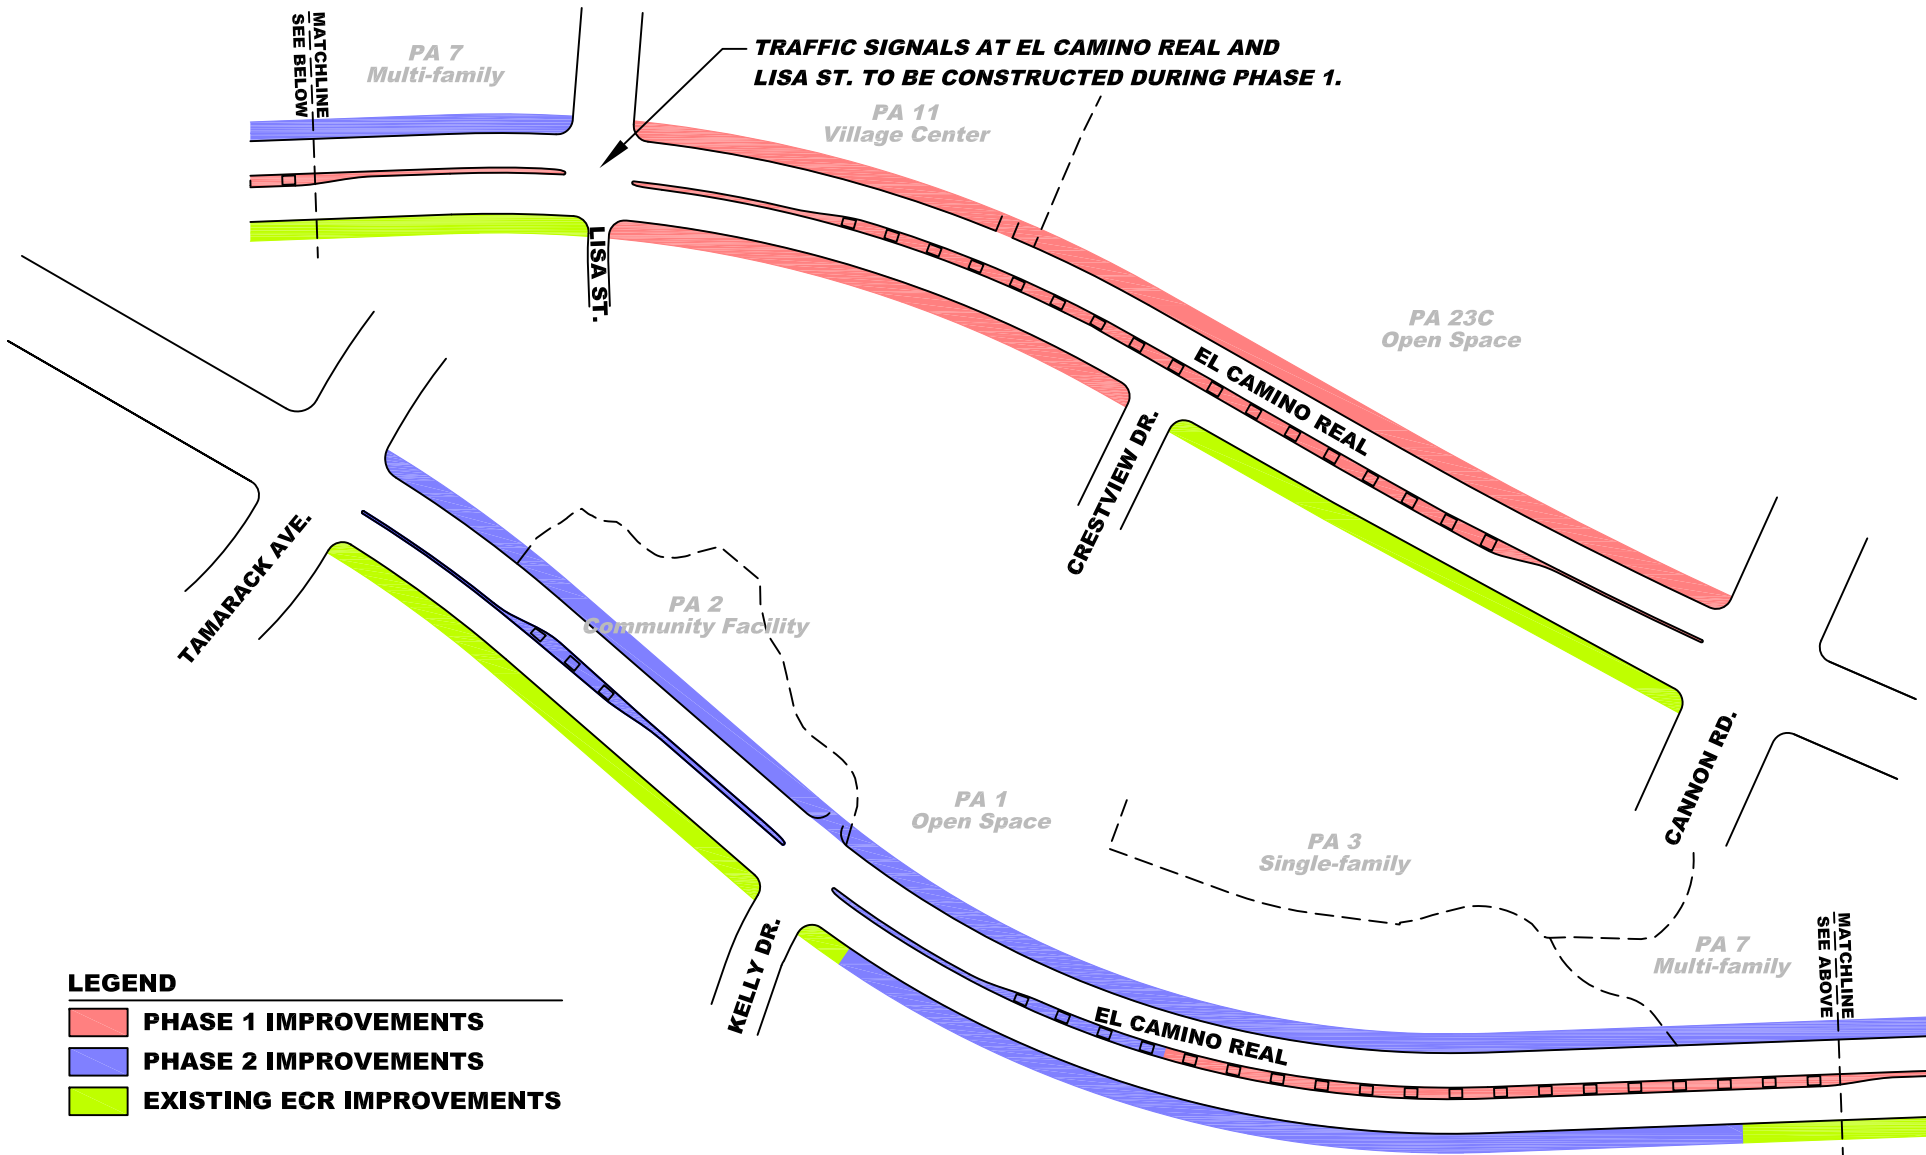 MATCHLINE
SEE BELOW
PA 7
Multi-family
TRAFFIC SIGNALS AT EL CAMINO REAL AND
LISA ST. TO BE CONSTRUCTED DURING PHASE 1.
PA 11
Village Center
LISA ST.
PA 23C
Open Space
EL CAMINO REAL
CRESTVIEW DR.
TAMARACK AVE.
PA 2
Community Facility
CANNON RD.
PA 1
Open Space
PA 3
Single-family
KELLY DR.
PA 7
Multi-family
MATCHLINE
SEE ABOVE
EL CAMINO REAL
LEGEND
PHASE 1 IMPROVEMENTS
PHASE 2 IMPROVEMENTS
EXISTING ECR IMPROVEMENTS